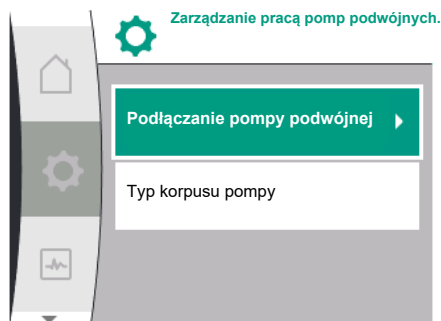 Zarządzanie pracą pomp podwójnych.
Podłączanie pompy podwójnej
Typ korpusu pompy